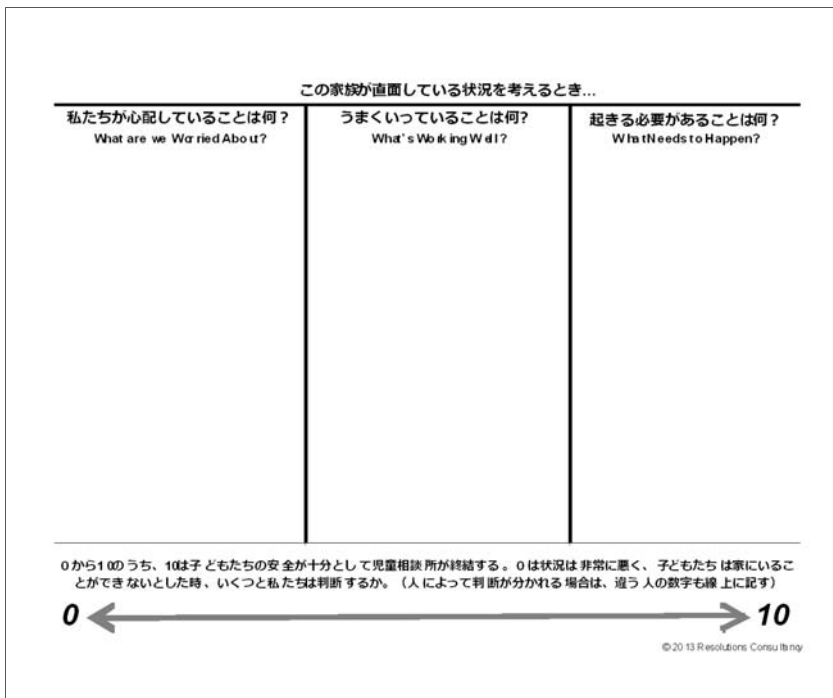 この家族が直面している状況を考えるとき…
私たちが心配していることは何？
What are we Worried About?
うまくいっていることは何?
What's Working Well?
起きる必要があることは何？
What Needs to Happen?
0から10のうち、10は子どもたちの安全が十分として児童相談所が終結する。0は状況は非常に悪く、子どもたちは家にいるこ
とができないとした時、いくつと私たちは判断するか。（人によって判断が分かれる場合は、違う人の数字も線上に記す）
0 10
©2013 Resolutions Consultancy